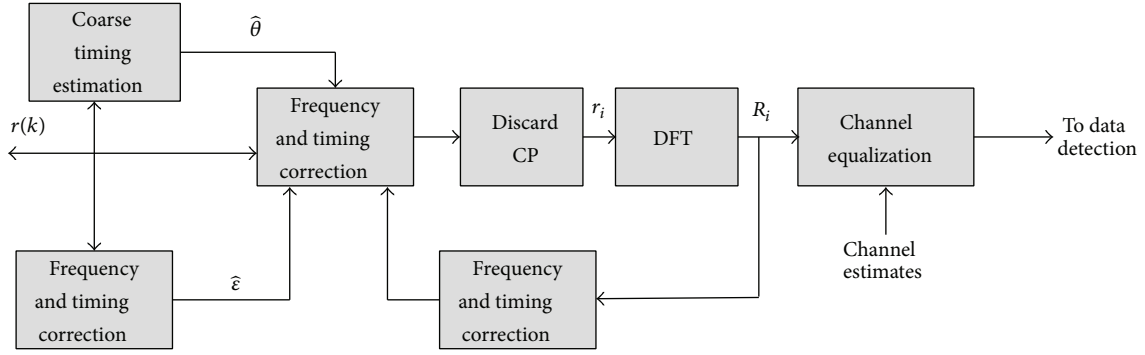 Coarse
timing
estimation
θ̂
r(k)
Frequency
and timing
correction
Discard
CP
r_i
DFT
R_i
Channel
equalization
To data
detection
Frequency
and timing
correction
ε̂
Frequency
and timing
correction
Channel
estimates